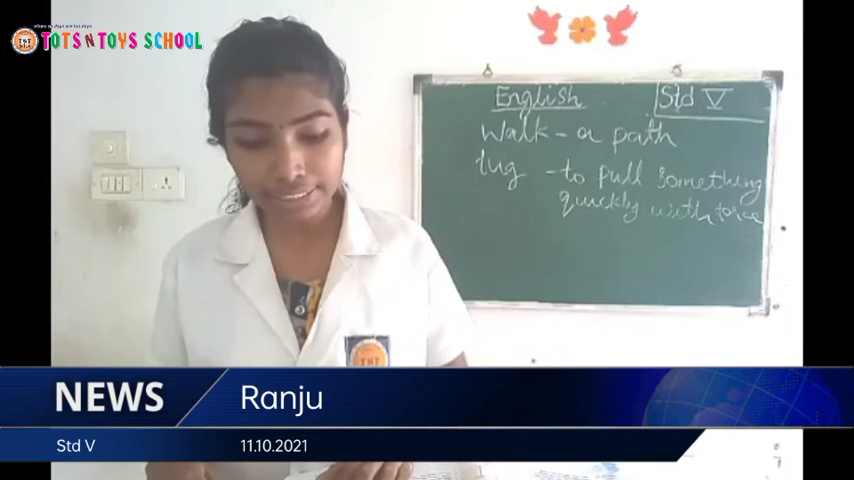 TOTS N TOYS SCHOOL
English
Std V
Walk - a path
tug - to pull something
quickly with force
TNT
NEWS
Ranju
Std V
11.10.2021